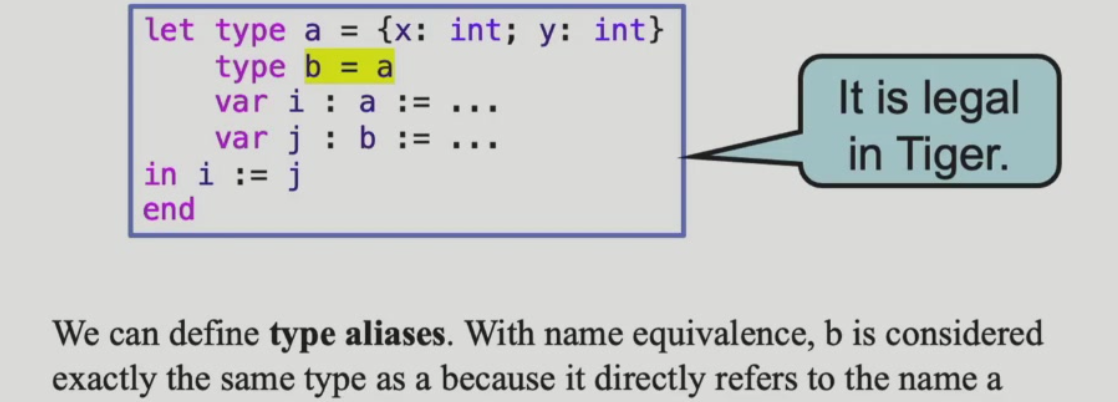 let type a = {x: int; y: int}
type b = a
var i : a := ...
var j : b := ...
in i := j
end
It is legal
in Tiger.
We can define type aliases. With name equivalence, b is considered
exactly the same type as a because it directly refers to the name a